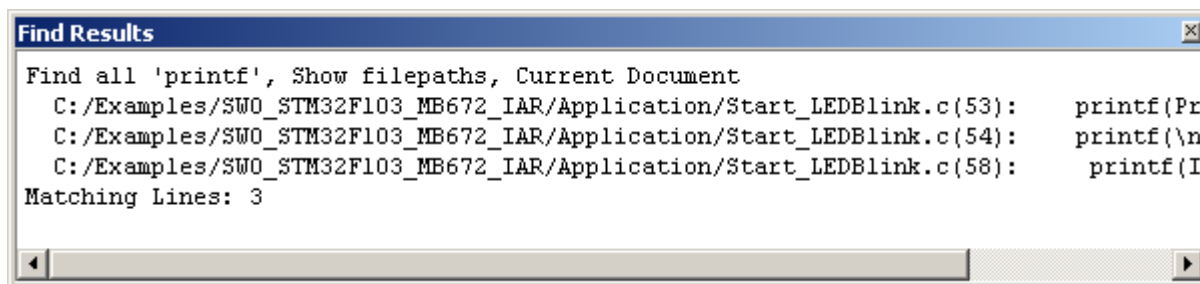 Find Results
Find all 'printf', Show filepaths, Current Document
C:/Examples/SWO_STM32F103_MB672_IAR/Application/Start_LEDBlink.c(53):    printf(Pr
C:/Examples/SWO_STM32F103_MB672_IAR/Application/Start_LEDBlink.c(54):    printf(\n
C:/Examples/SWO_STM32F103_MB672_IAR/Application/Start_LEDBlink.c(58):     printf(I
Matching Lines: 3